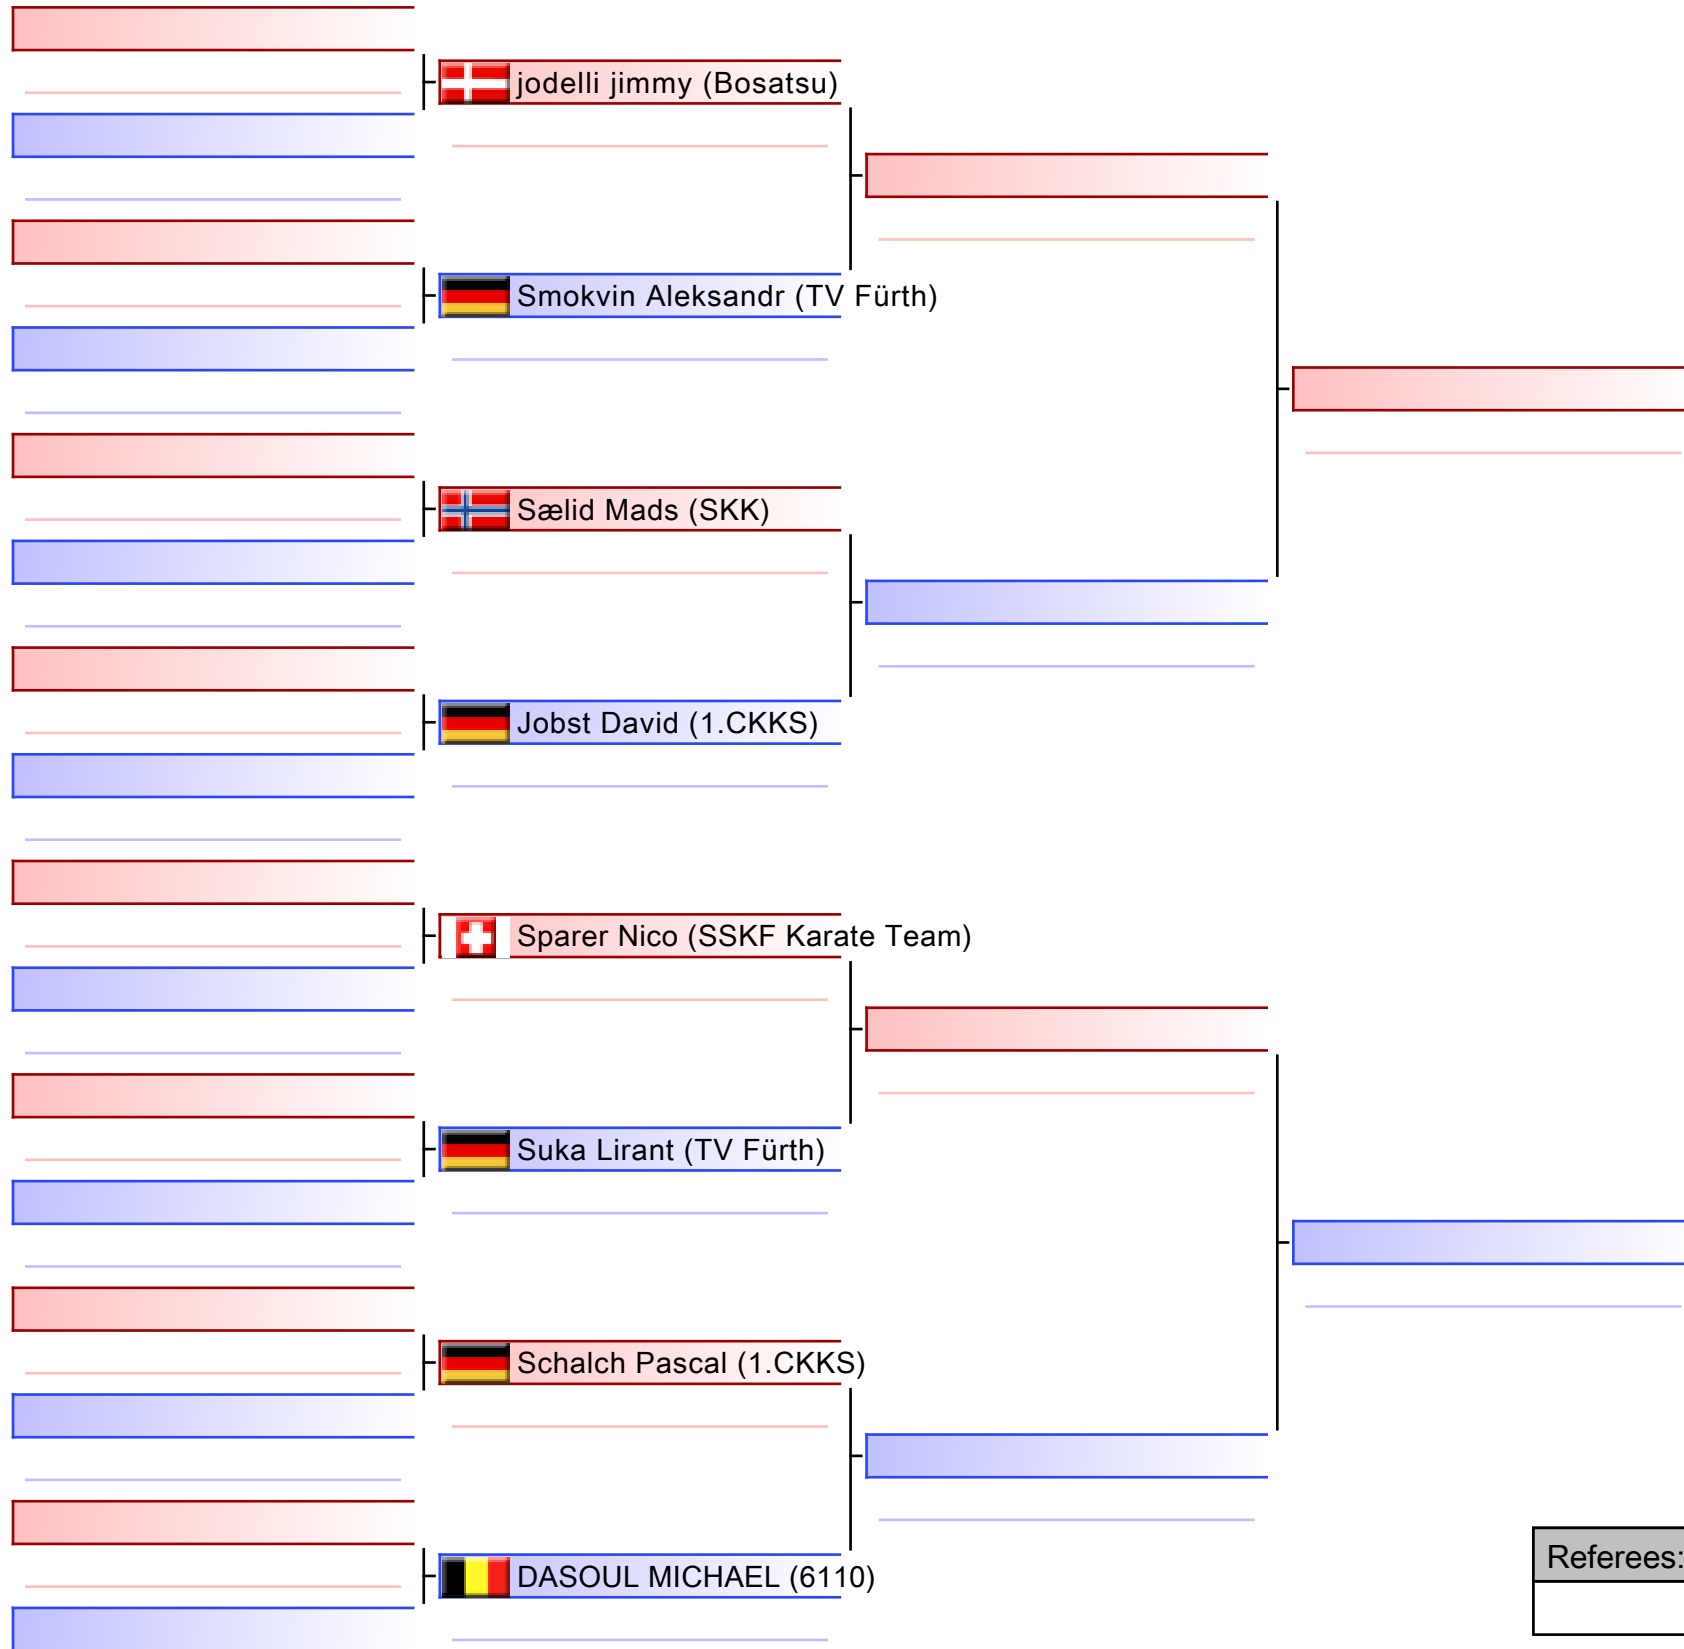 jodelli jimmy (Bosatsu)
Smokvin Aleksandr (TV Fürth)
Sælid Mads (SKK)
Jobst David (1.CKKS)
Sparer Nico (SSKF Karate Team)
Suka Lirant (TV Fürth)
Schalch Pascal (1.CKKS)
DASOUL MICHAEL (6110)
Referees: